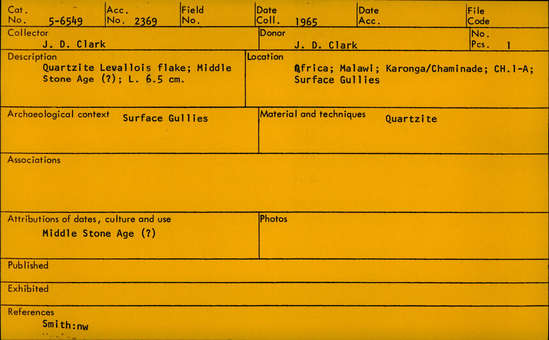 Cat. No. 5-6549 Acc. No. 2369 Field No. Date Coll. 1965 Date Acc. File Code
Collector J. D. Clark Donor J. D. Clark No. Pcs. 1
Description Location
Quartzite Levallois flake; Middle Africa; Malawi; Karonga/Chaminade; CH.1-A;
Stone Age (?); L. 6.5 cm. Surface Gullies
Archaeological context Surface Gullies Material and techniques Quartzite
Associations
Attributions of dates, culture and use Photos
Middle Stone Age (?)
Published
Exhibited
References
Smith:nw